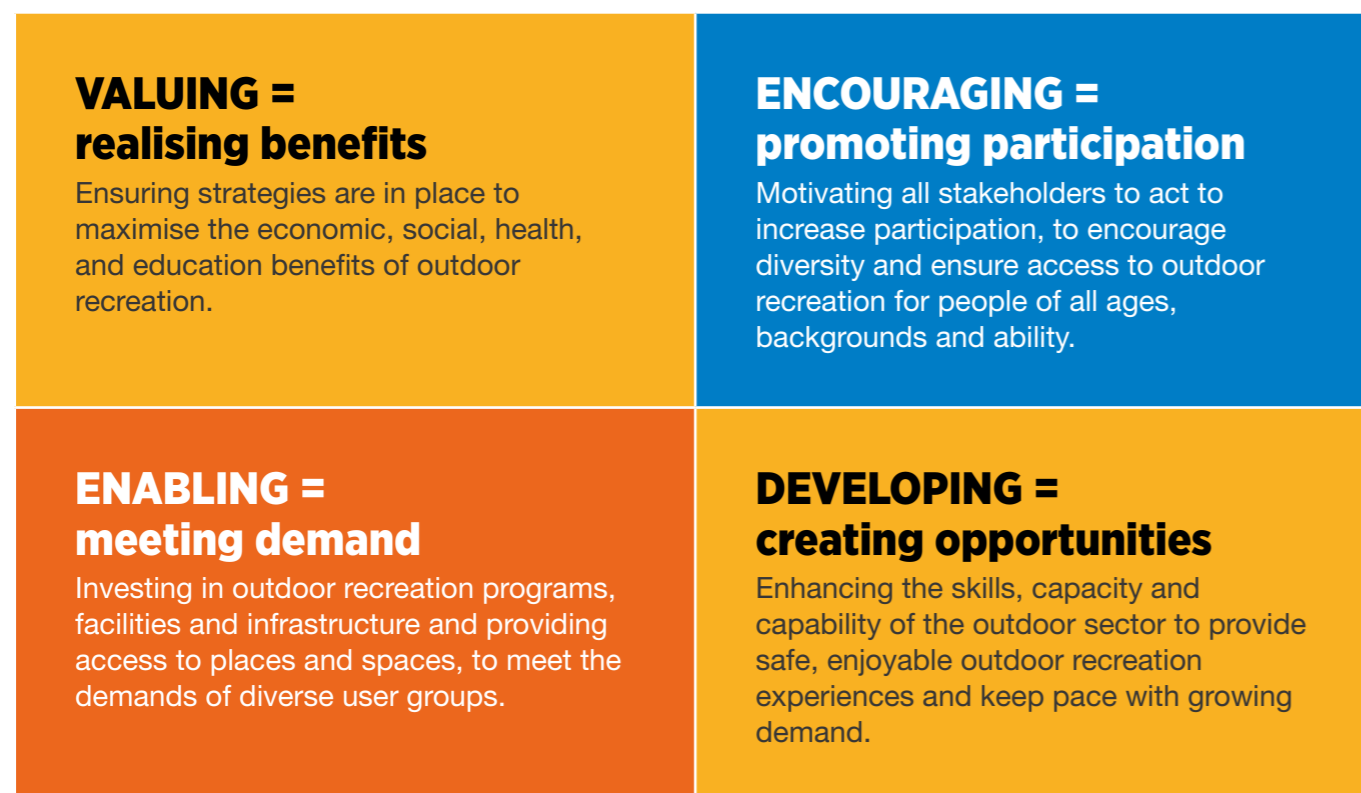 VALUING =
realising benefits
Ensuring strategies are in place to
maximise the economic, social, health,
and education benefits of outdoor
recreation.
ENCOURAGING =
promoting participation
Motivating all stakeholders to act to
increase participation, to encourage
diversity and ensure access to outdoor
recreation for people of all ages,
backgrounds and ability.
ENABLING =
meeting demand
Investing in outdoor recreation programs,
facilities and infrastructure and providing
access to places and spaces, to meet the
demands of diverse user groups.
DEVELOPING =
creating opportunities
Enhancing the skills, capacity and
capability of the outdoor sector to provide
safe, enjoyable outdoor recreation
experiences and keep pace with growing
demand.